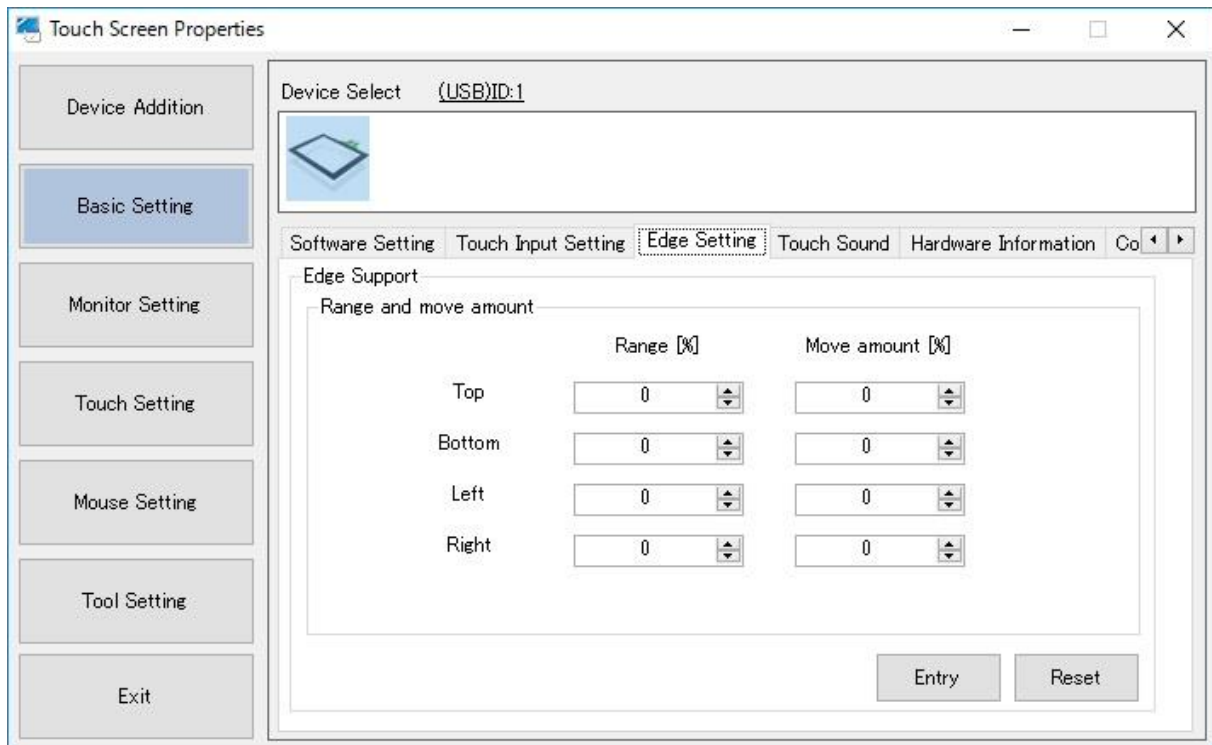 Touch Screen Properties
Device Addition
Basic Setting
Monitor Setting
Touch Setting
Mouse Setting
Tool Setting
Exit
Device Select (USB)ID:1
Software Setting Touch Input Setting Edge Setting Touch Sound Hardware Information Co
Edge Support
Range and move amount
Range [%] Move amount [%]
Top 0 0
Bottom 0 0
Left 0 0
Right 0 0
Entry Reset